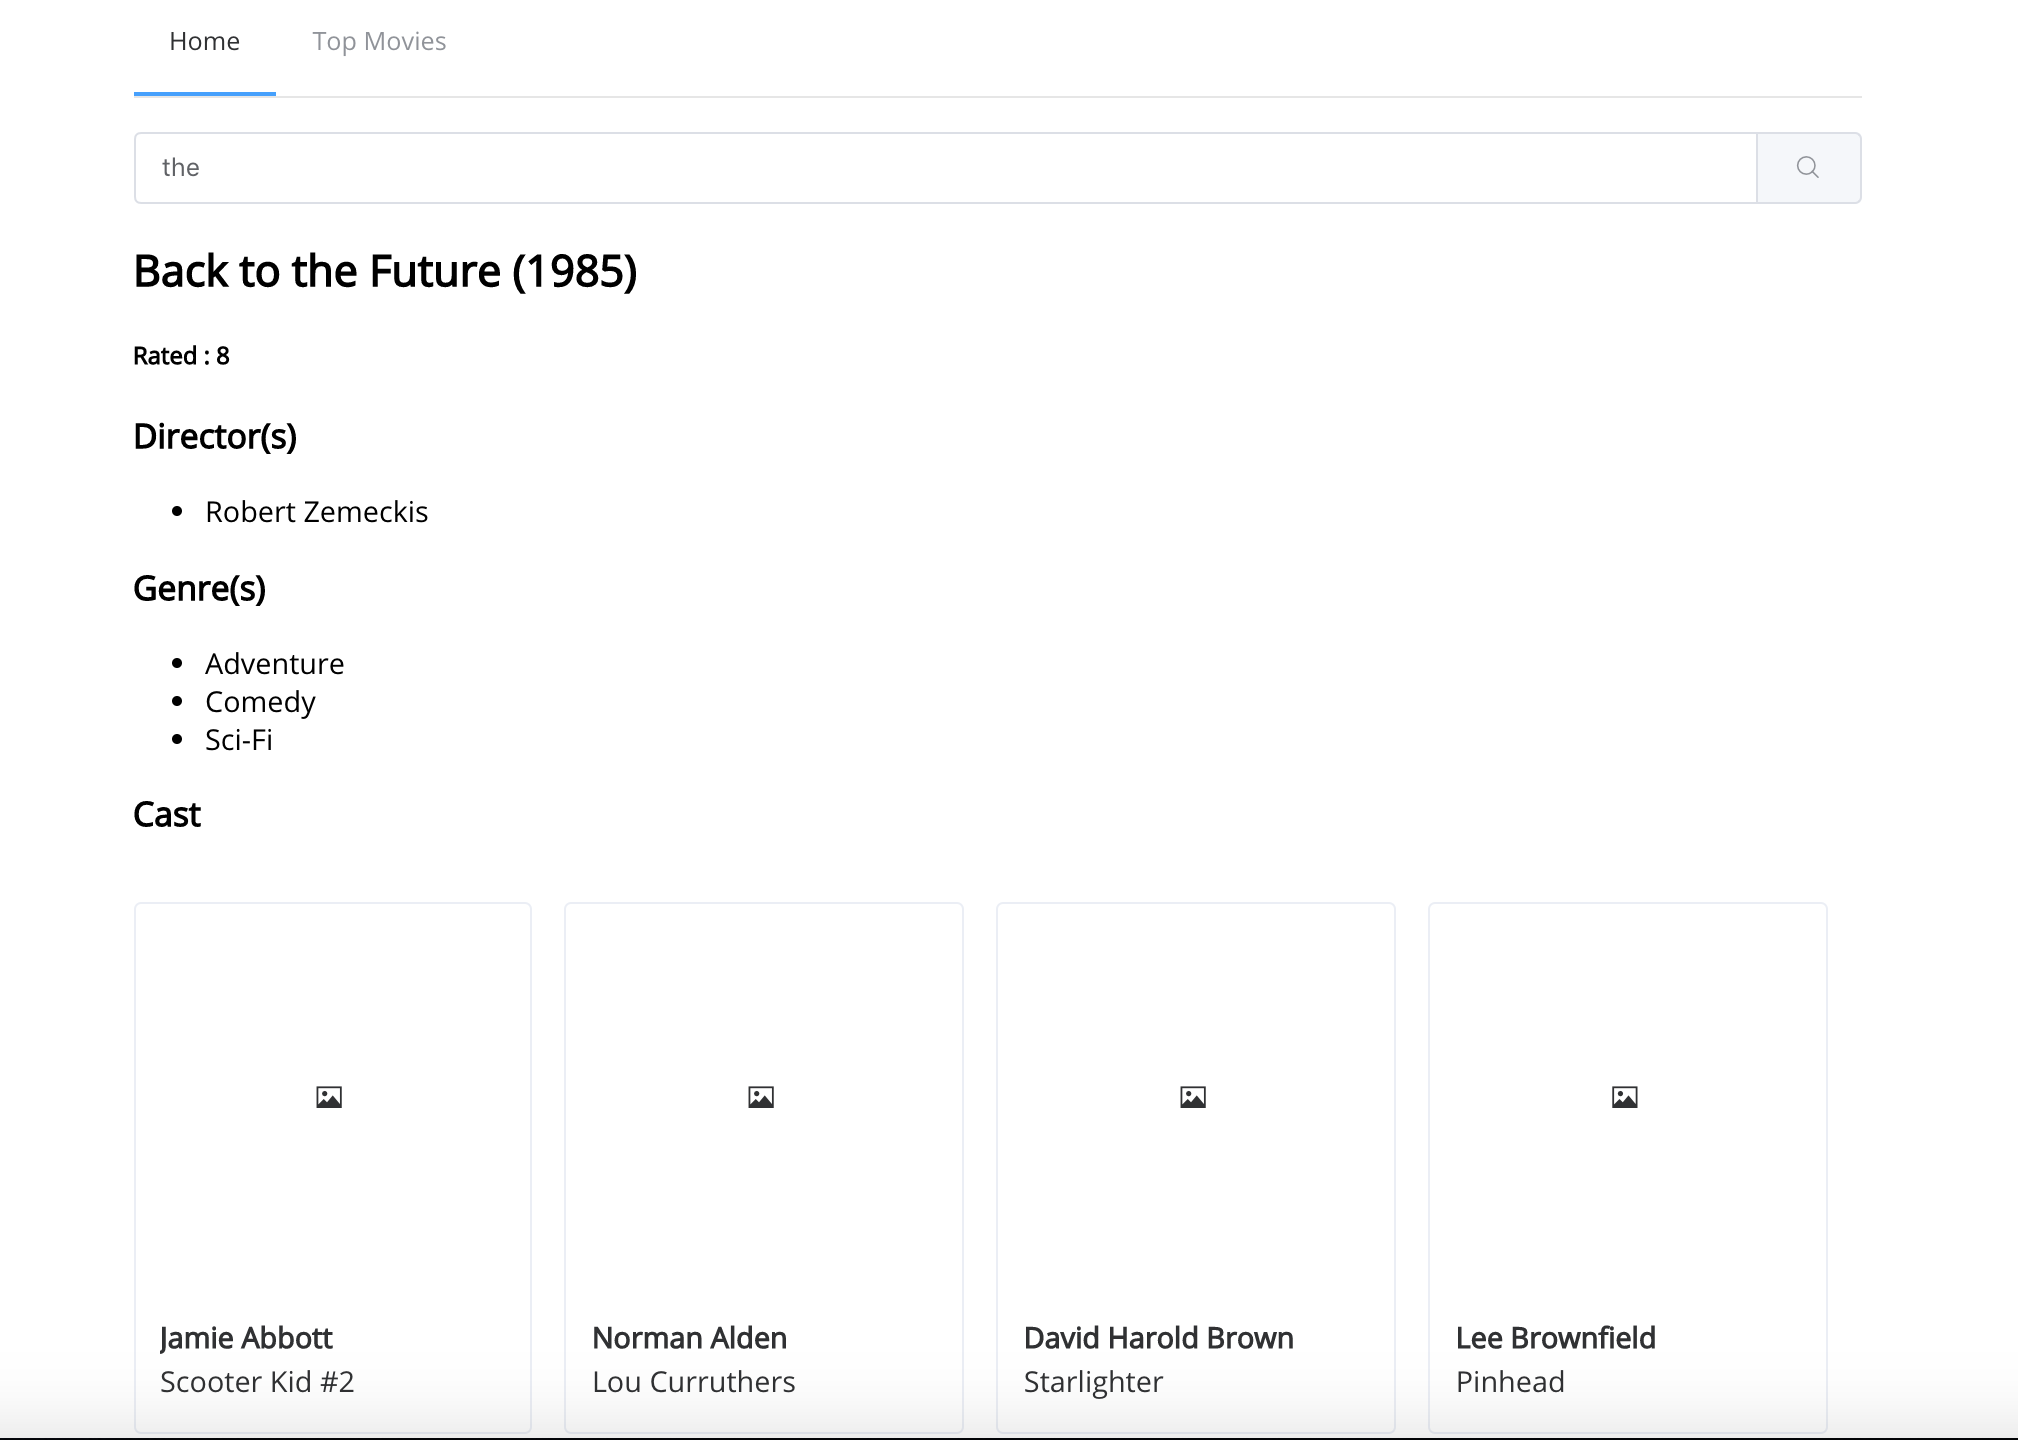 Home Top Movies
the
Back to the Future (1985)
Rated : 8
Director(s)
Robert Zemeckis
Genre(s)
Adventure
Comedy
Sci-Fi
Cast
Jamie Abbott
Scooter Kid #2
Norman Alden
Lou Curruthers
David Harold Brown
Starlighter
Lee Brownfield
Pinhead